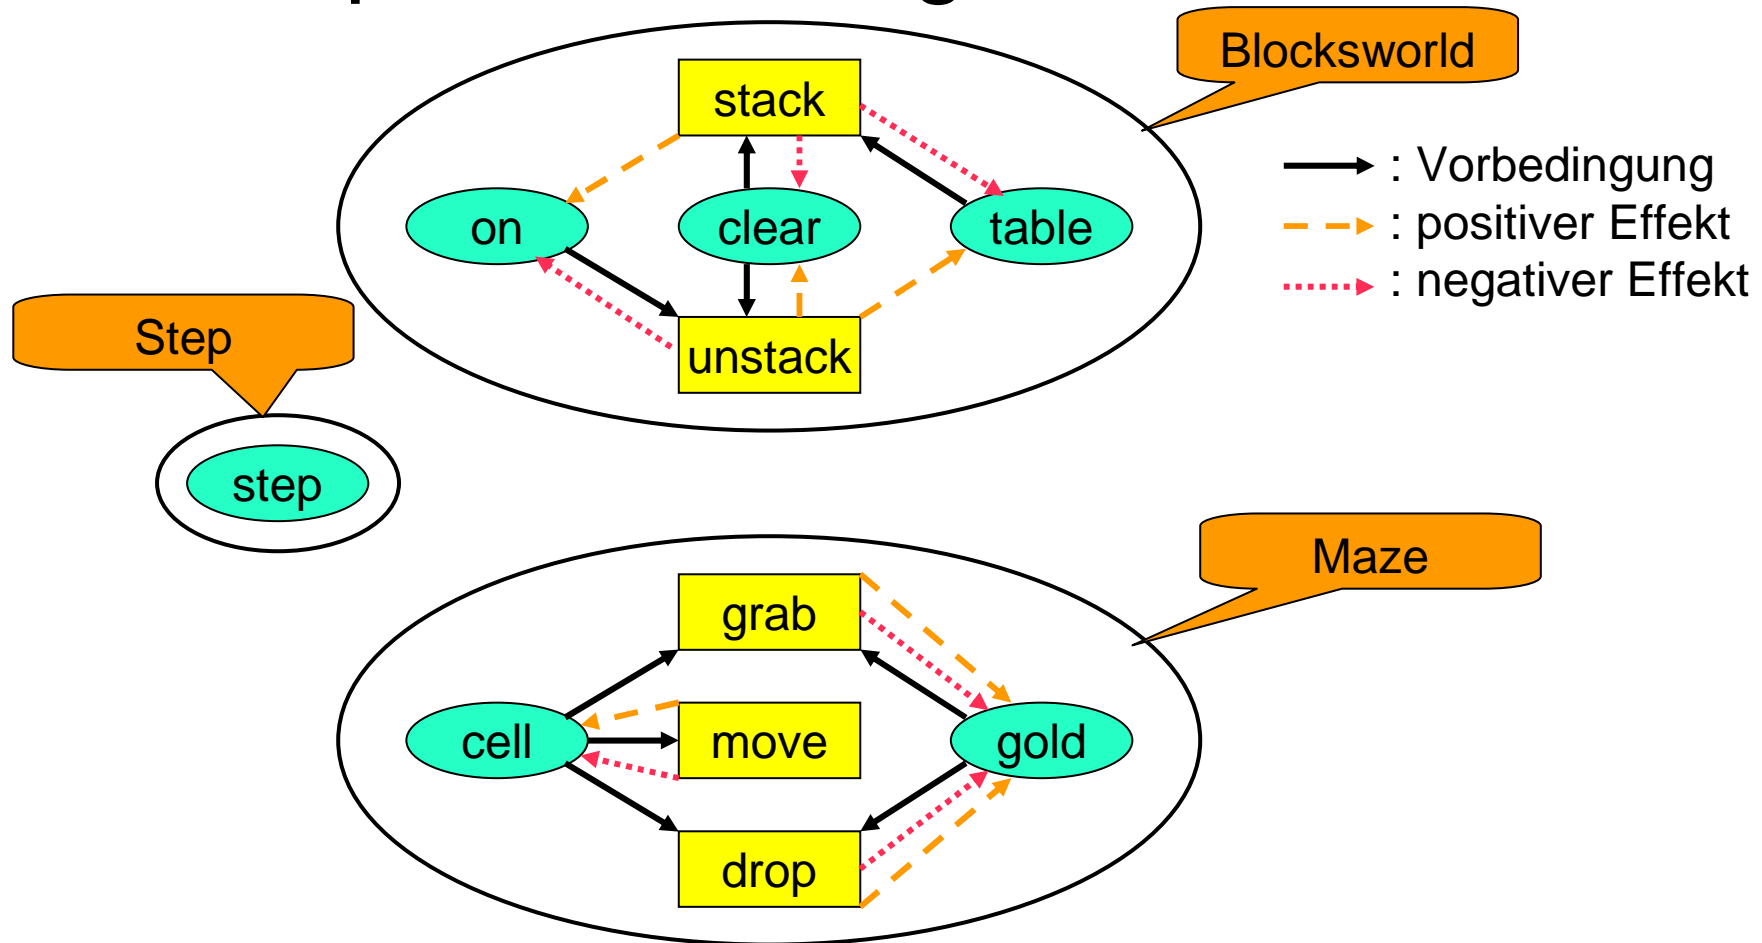 Blocksworld
stack
: Vorbedingung
on
clear
table
: positiver Effekt
: negativer Effekt
Step
unstack
step
Maze
grab
cell
move
gold
drop